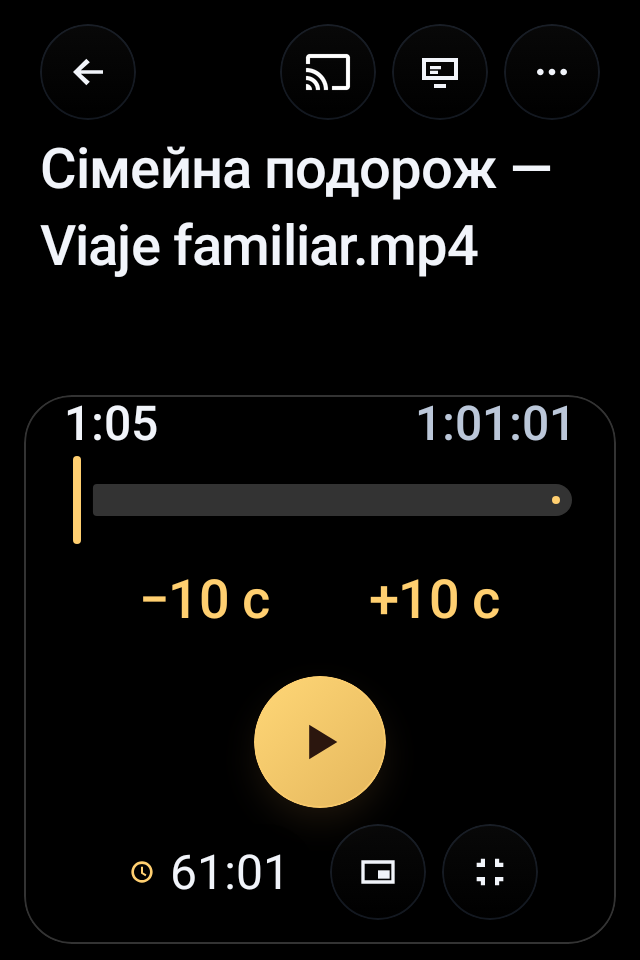 Сімейна подорож —
Viaje familiar.mp4
1:05 1:01:01
−10 с +10 с
61:01